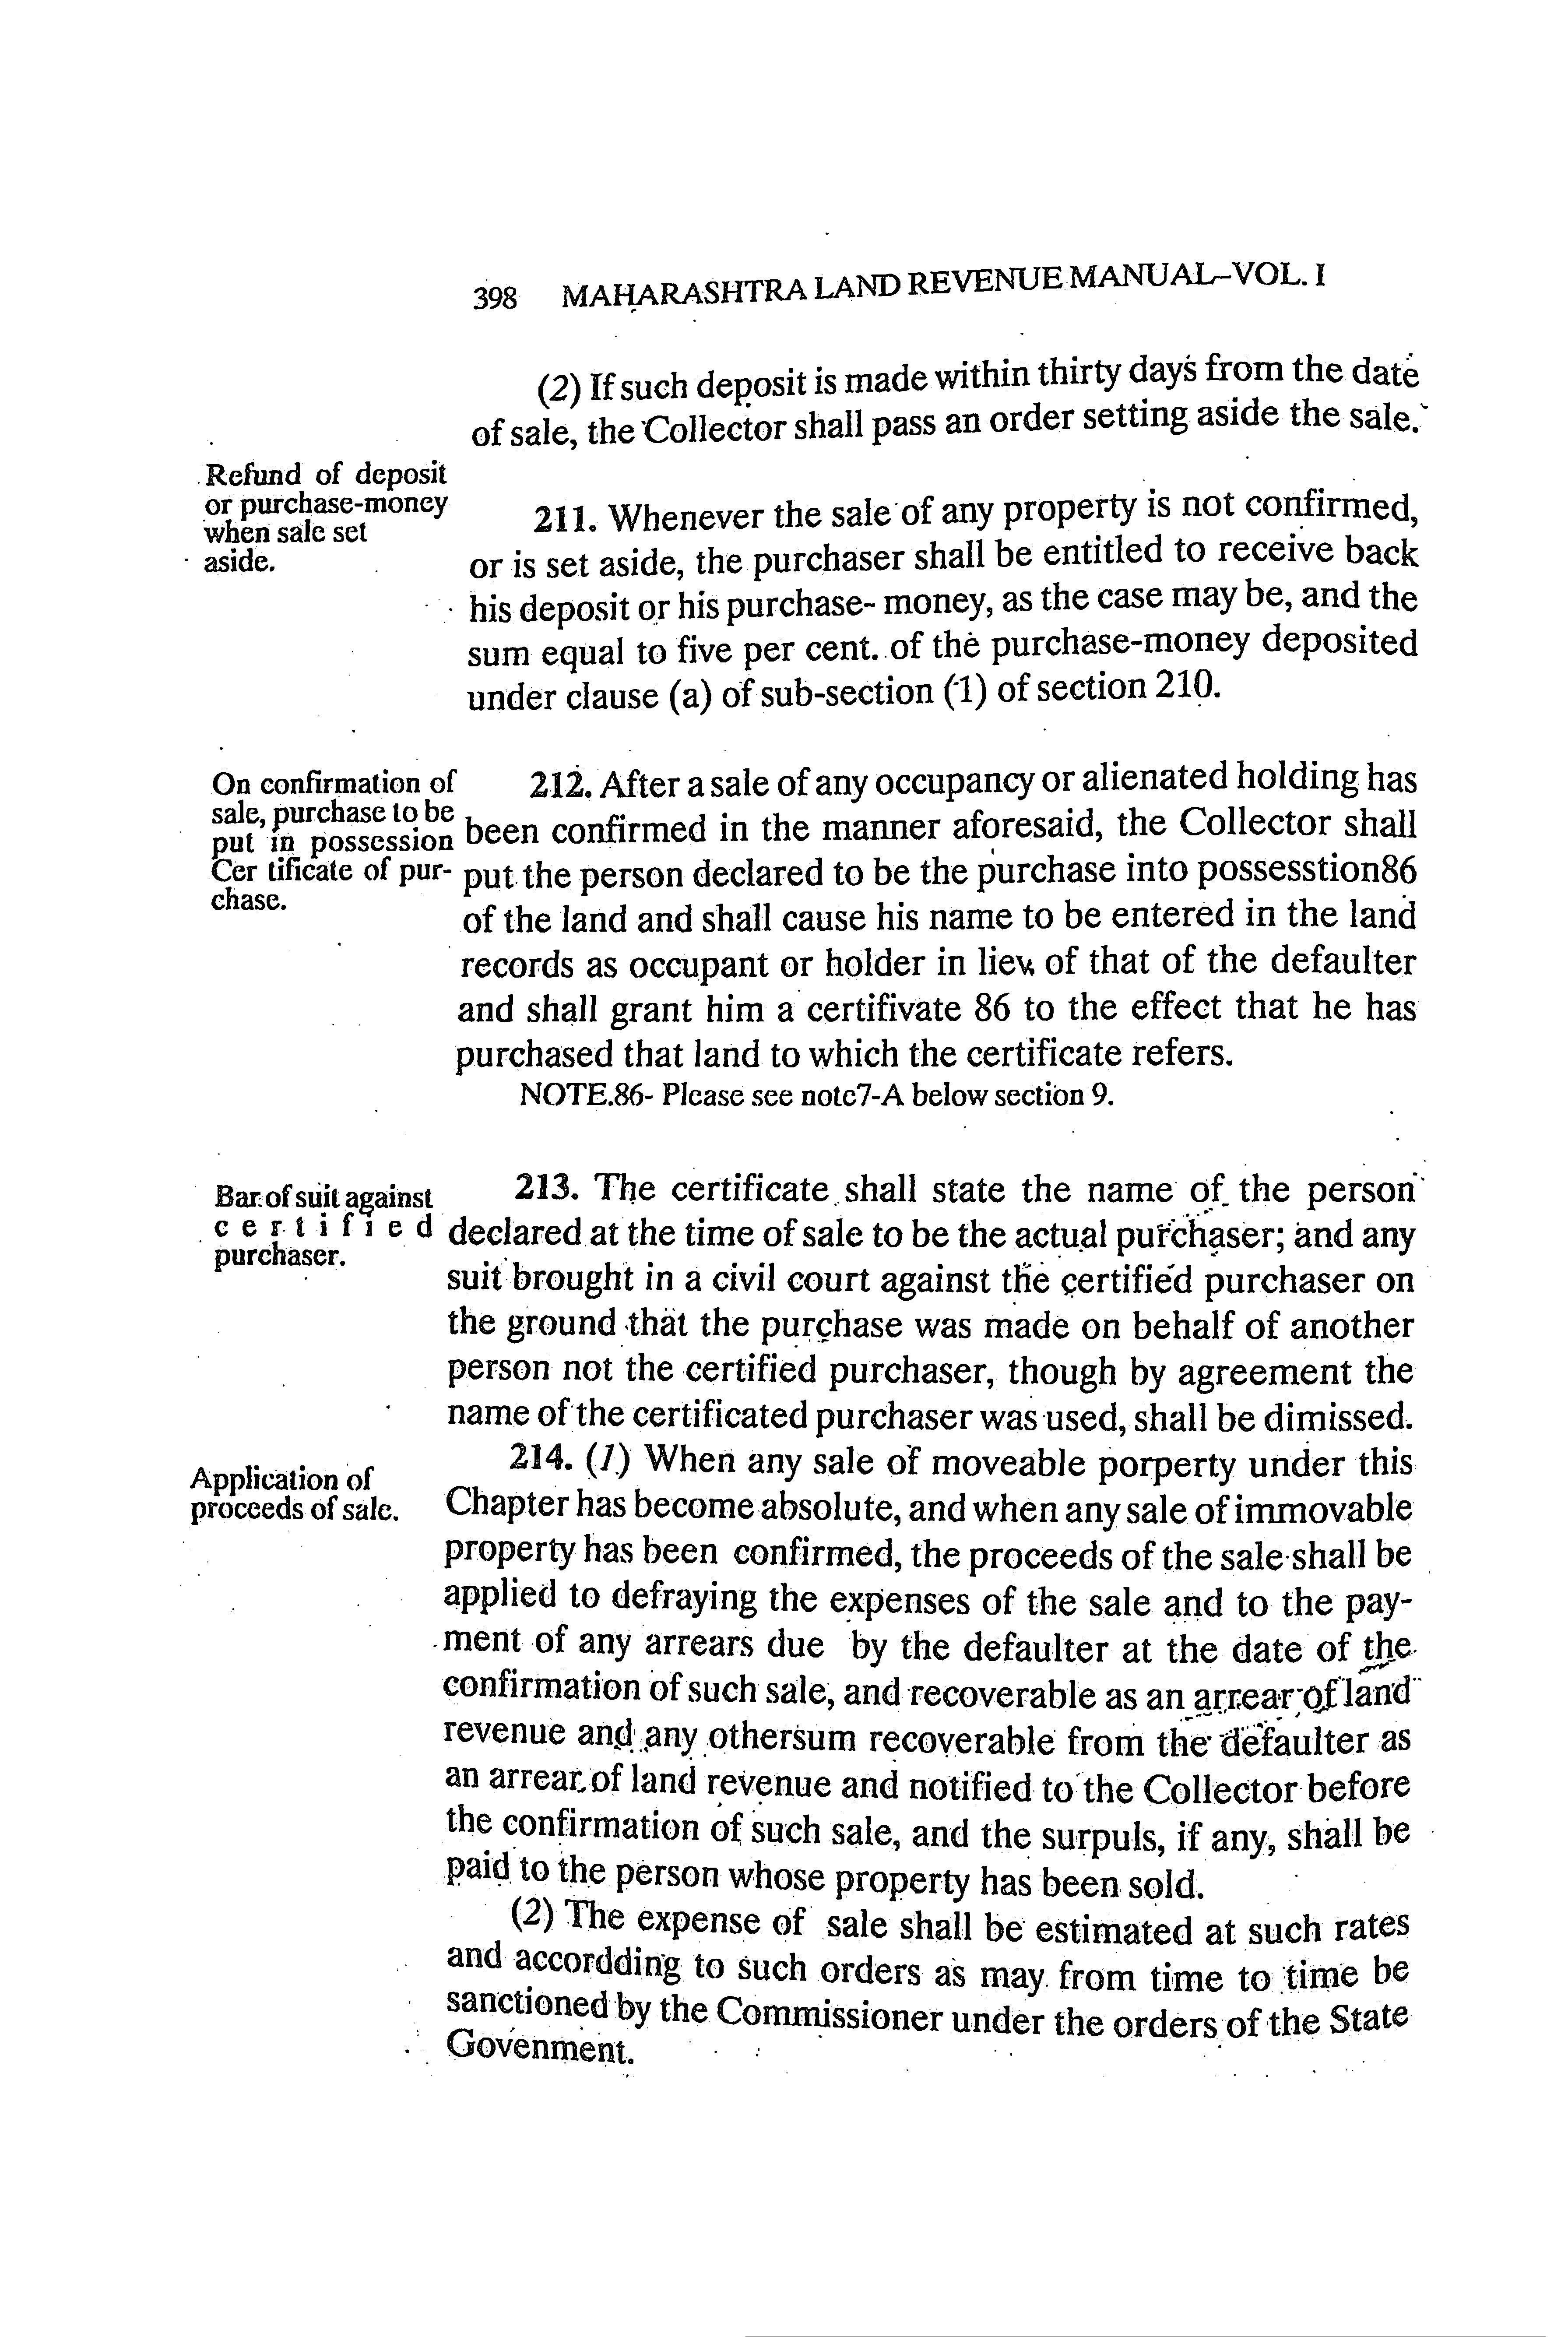 398 MAHARASHTRA LAND REVENUE MANUAL-VOL. I
(2) If such deposit is made within thirty days from the date
of sale, the Collector shall pass an order setting aside the sale.
Refund of deposit
or purchase-money
when sale set
aside.
211. Whenever the sale of any property is not confirmed,
or is set aside, the purchaser shall be entitled to receive back
his deposit or his purchase- money, as the case may be, and the
sum equal to five per cent. of the purchase-money deposited
under clause (a) of sub-section (1) of section 210.
On confirmation of
sale, purchase to be
put in possession
Cer tificate of pur-
chase.
212. After a sale of any occupancy or alienated holding has
been confirmed in the manner aforesaid, the Collector shall
put the person declared to be the purchase into possesstion86
of the land and shall cause his name to be entered in the land
records as occupant or holder in liev of that of the defaulter
and shall grant him a certifivate 86 to the effect that he has
purchased that land to which the certificate refers.
NOTE.86- Please see note7-A below section 9.
Bar of suit against
certified
purchaser.
213. The certificate shall state the name of the person
declared at the time of sale to be the actual purchaser; and any
suit brought in a civil court against the certified purchaser on
the ground that the purchase was made on behalf of another
person not the certified purchaser, though by agreement the
name of the certificated purchaser was used, shall be dimissed.
Application of
proceeds of sale.
214. (1) When any sale of moveable porperty under this
Chapter has become absolute, and when any sale of immovable
property has been confirmed, the proceeds of the sale shall be
applied to defraying the expenses of the sale and to the pay-
ment of any arrears due by the defaulter at the date of the
confirmation of such sale, and recoverable as an arrear of land
revenue and any othersum recoverable from the defaulter as
an arrear of land revenue and notified to the Collector before
the confirmation of such sale, and the surpuls, if any, shall be
paid to the person whose property has been sold.
(2) The expense of sale shall be estimated at such rates
and accordding to such orders as may from time to time be
sanctioned by the Commissioner under the orders of the State
Govenment.